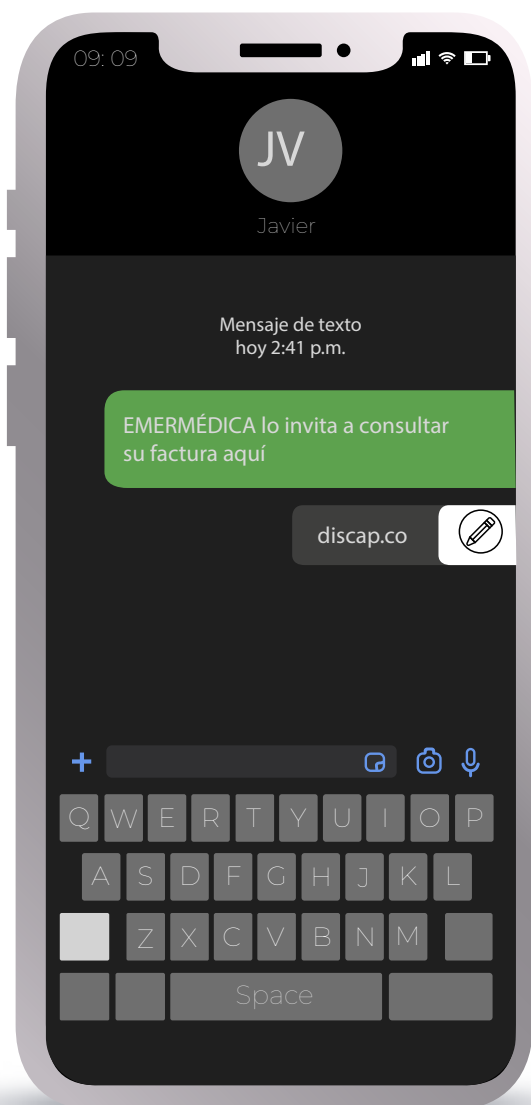 09: 09
JV
Javier
Mensaje de texto
hoy 2:41 p.m.
EMERMÉDICA lo invita a consultar
su factura aquí
discap.co
Q W E R T Y U I O P
A S D F G H J K L
Z X C V B N M
Space